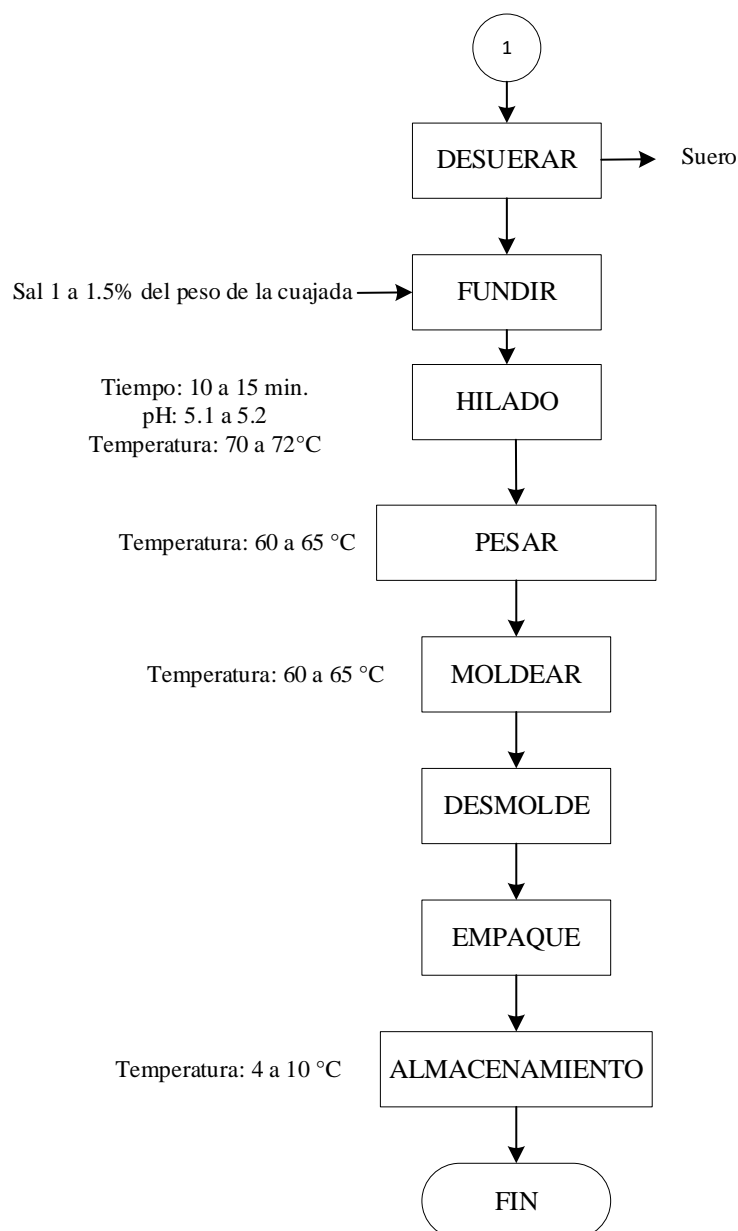 1
DESUERAR
Suero
Sal 1 a 1.5% del peso de la cuajada
FUNDIR
Tiempo: 10 a 15 min.
pH: 5.1 a 5.2
Temperatura: 70 a 72°C
HILADO
Temperatura: 60 a 65 °C
PESAR
Temperatura: 60 a 65 °C
MOLDEAR
DESMOLDE
EMPAQUE
Temperatura: 4 a 10 °C
ALMACENAMIENTO
FIN